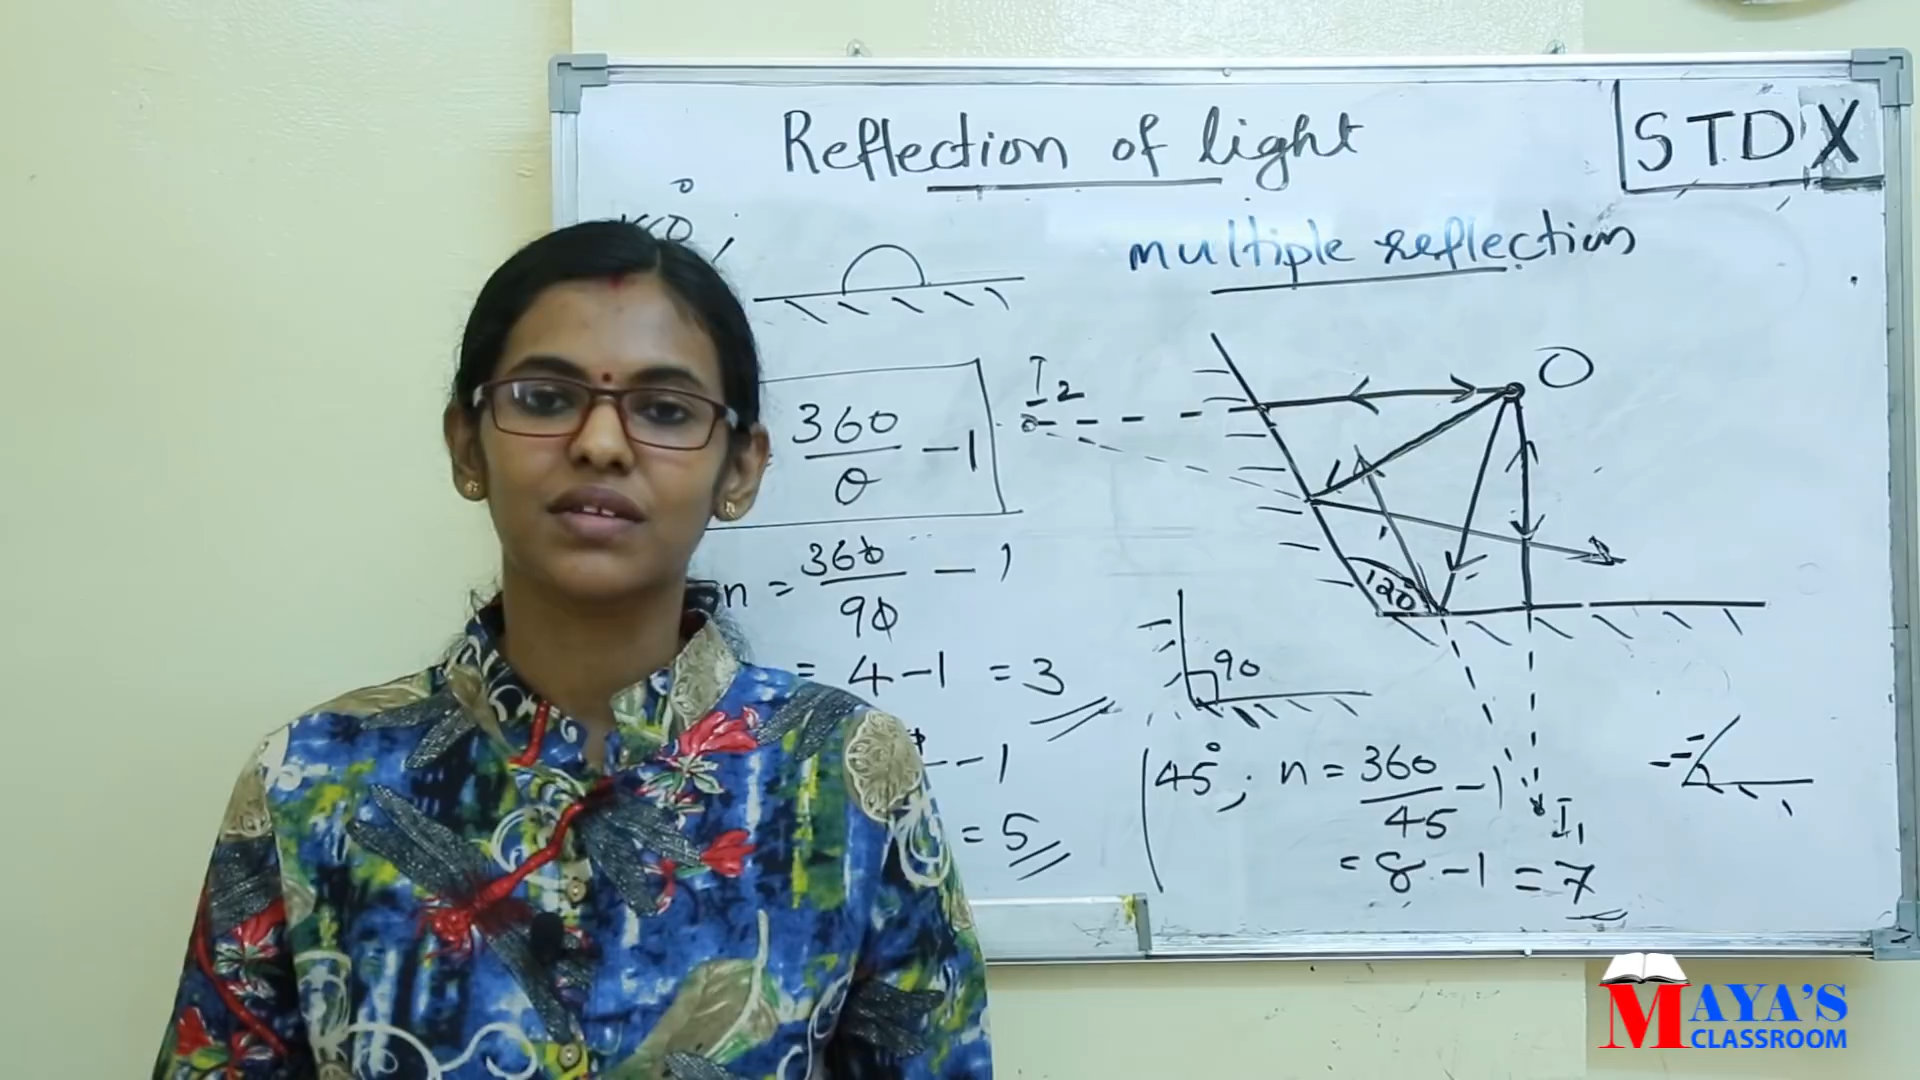 Reflection of light
STD X
multiple reflection
360/θ - 1
n = 360/90 - 1
= 4 - 1 = 3
- 1
= 5
I2
O
120
90
45°; n = 360/45 - 1
= 8 - 1 = 7
I1
MAYA'S
CLASSROOM